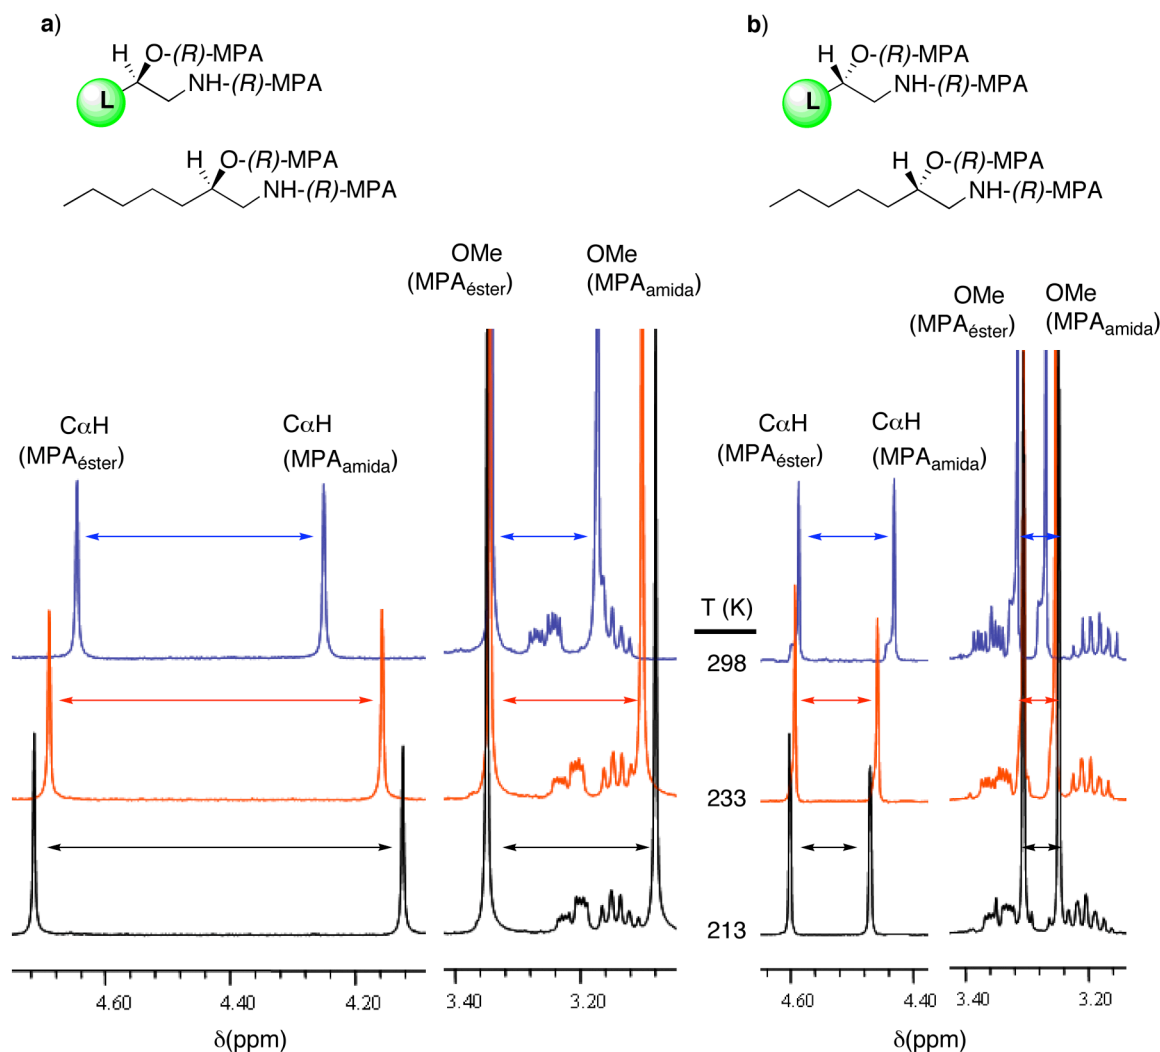 a)
b)
H O-(R)-MPA
L NH-(R)-MPA
H O-(R)-MPA
L NH-(R)-MPA
H O-(R)-MPA
NH-(R)-MPA
H O-(R)-MPA
NH-(R)-MPA
OMe
(MPAéster)
OMe
(MPAamida)
OMe
(MPAéster)
OMe
(MPAamida)
CαH
(MPAéster)
CαH
(MPAamida)
CαH
(MPAéster)
CαH
(MPAamida)
T (K)
298
233
213
4.60 4.40 4.20
3.40 3.20
4.60 4.40
3.40 3.20
δ(ppm)
δ(ppm)